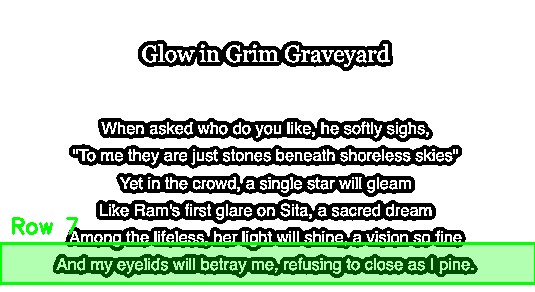 Glow in Grim Graveyard
When asked who do you like, he softly sighs,
"To me they are just stones beneath shoreless skies"
Yet in the crowd, a single star will gleam
Like Ram's first glare on Sita, a sacred dream
Row 7
Among the lifeless, her light will shine, a vision so fine
And my eyelids will betray me, refusing to close as I pine.